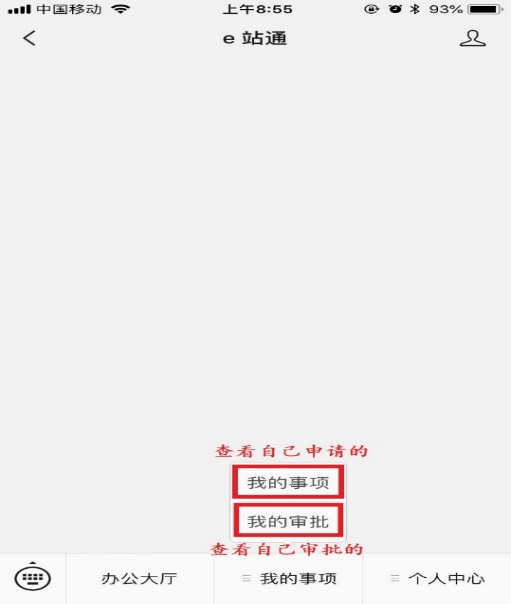 中国移动 上午8:55 93%
e 站通
查看自己申请的
我的事项
我的审批
查看自己审批的
办公大厅 我的事项 个人中心